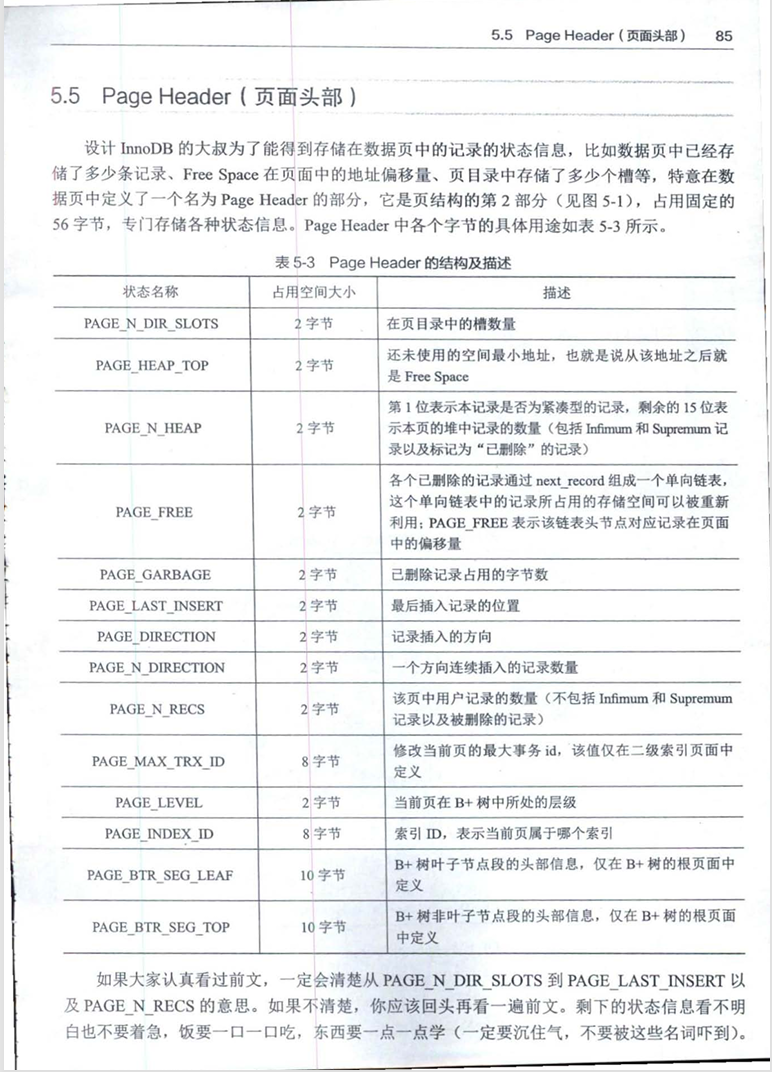 5.5 Page Header（页面头部） 85
5.5 Page Header（页面头部）
设计 InnoDB 的大叔为了能得到存储在数据页中的记录的状态信息，比如数据页中已经存
储了多少条记录、Free Space 在页面中的地址偏移量、页目录中存储了多少个槽等，特意在数
据页中定义了一个名为 Page Header 的部分，它是页结构的第 2 部分（见图 5-1），占用固定的
56 字节，专门存储各种状态信息。Page Header 中各个字节的具体用途如表 5-3 所示。
表 5-3 Page Header 的结构及描述
状态名称 占用空间大小 描述
PAGE_N_DIR_SLOTS 2 字节 在页目录中的槽数量
PAGE_HEAP_TOP 2 字节 还未使用的空间最小地址，也就是说从该地址之后就
是 Free Space
PAGE_N_HEAP 2 字节 第 1 位表示本记录是否为紧凑型的记录，剩余的 15 位表
示本页的堆中记录的数量（包括 Infimum 和 Supremum 记
录以及标记为“已删除”的记录）
PAGE_FREE 2 字节 各个已删除的记录通过 next_record 组成一个单向链表，
这个单向链表中的记录所占用的存储空间可以被重新
利用；PAGE_FREE 表示该链表头节点对应记录在页面
中的偏移量
PAGE_GARBAGE 2 字节 已删除记录占用的字节数
PAGE_LAST_INSERT 2 字节 最后插入记录的位置
PAGE_DIRECTION 2 字节 记录插入的方向
PAGE_N_DIRECTION 2 字节 一个方向连续插入的记录数量
PAGE_N_RECS 2 字节 该页中用户记录的数量（不包括 Infimum 和 Supremum
记录以及被删除的记录）
PAGE_MAX_TRX_ID 8 字节 修改当前页的最大事务 id，该值仅在二级索引页面中
定义
PAGE_LEVEL 2 字节 当前页在 B+ 树中所处的层级
PAGE_INDEX_ID 8 字节 索引 ID，表示当前页属于哪个索引
PAGE_BTR_SEG_LEAF 10 字节 B+ 树叶子节点段的头部信息，仅在 B+ 树的根页面中
定义
PAGE_BTR_SEG_TOP 10 字节 B+ 树非叶子节点段的头部信息，仅在 B+ 树的根页面
中定义
如果大家认真看过前文，一定会清楚从 PAGE_N_DIR_SLOTS 到 PAGE_LAST_INSERT 以
及 PAGE_N_RECS 的意思。如果不清楚，你应该回头再看一遍前文。剩下的状态信息看不明
白也不要着急，饭要一口一口吃，东西要一点一点学（一定要沉住气，不要被这些名词吓到）。